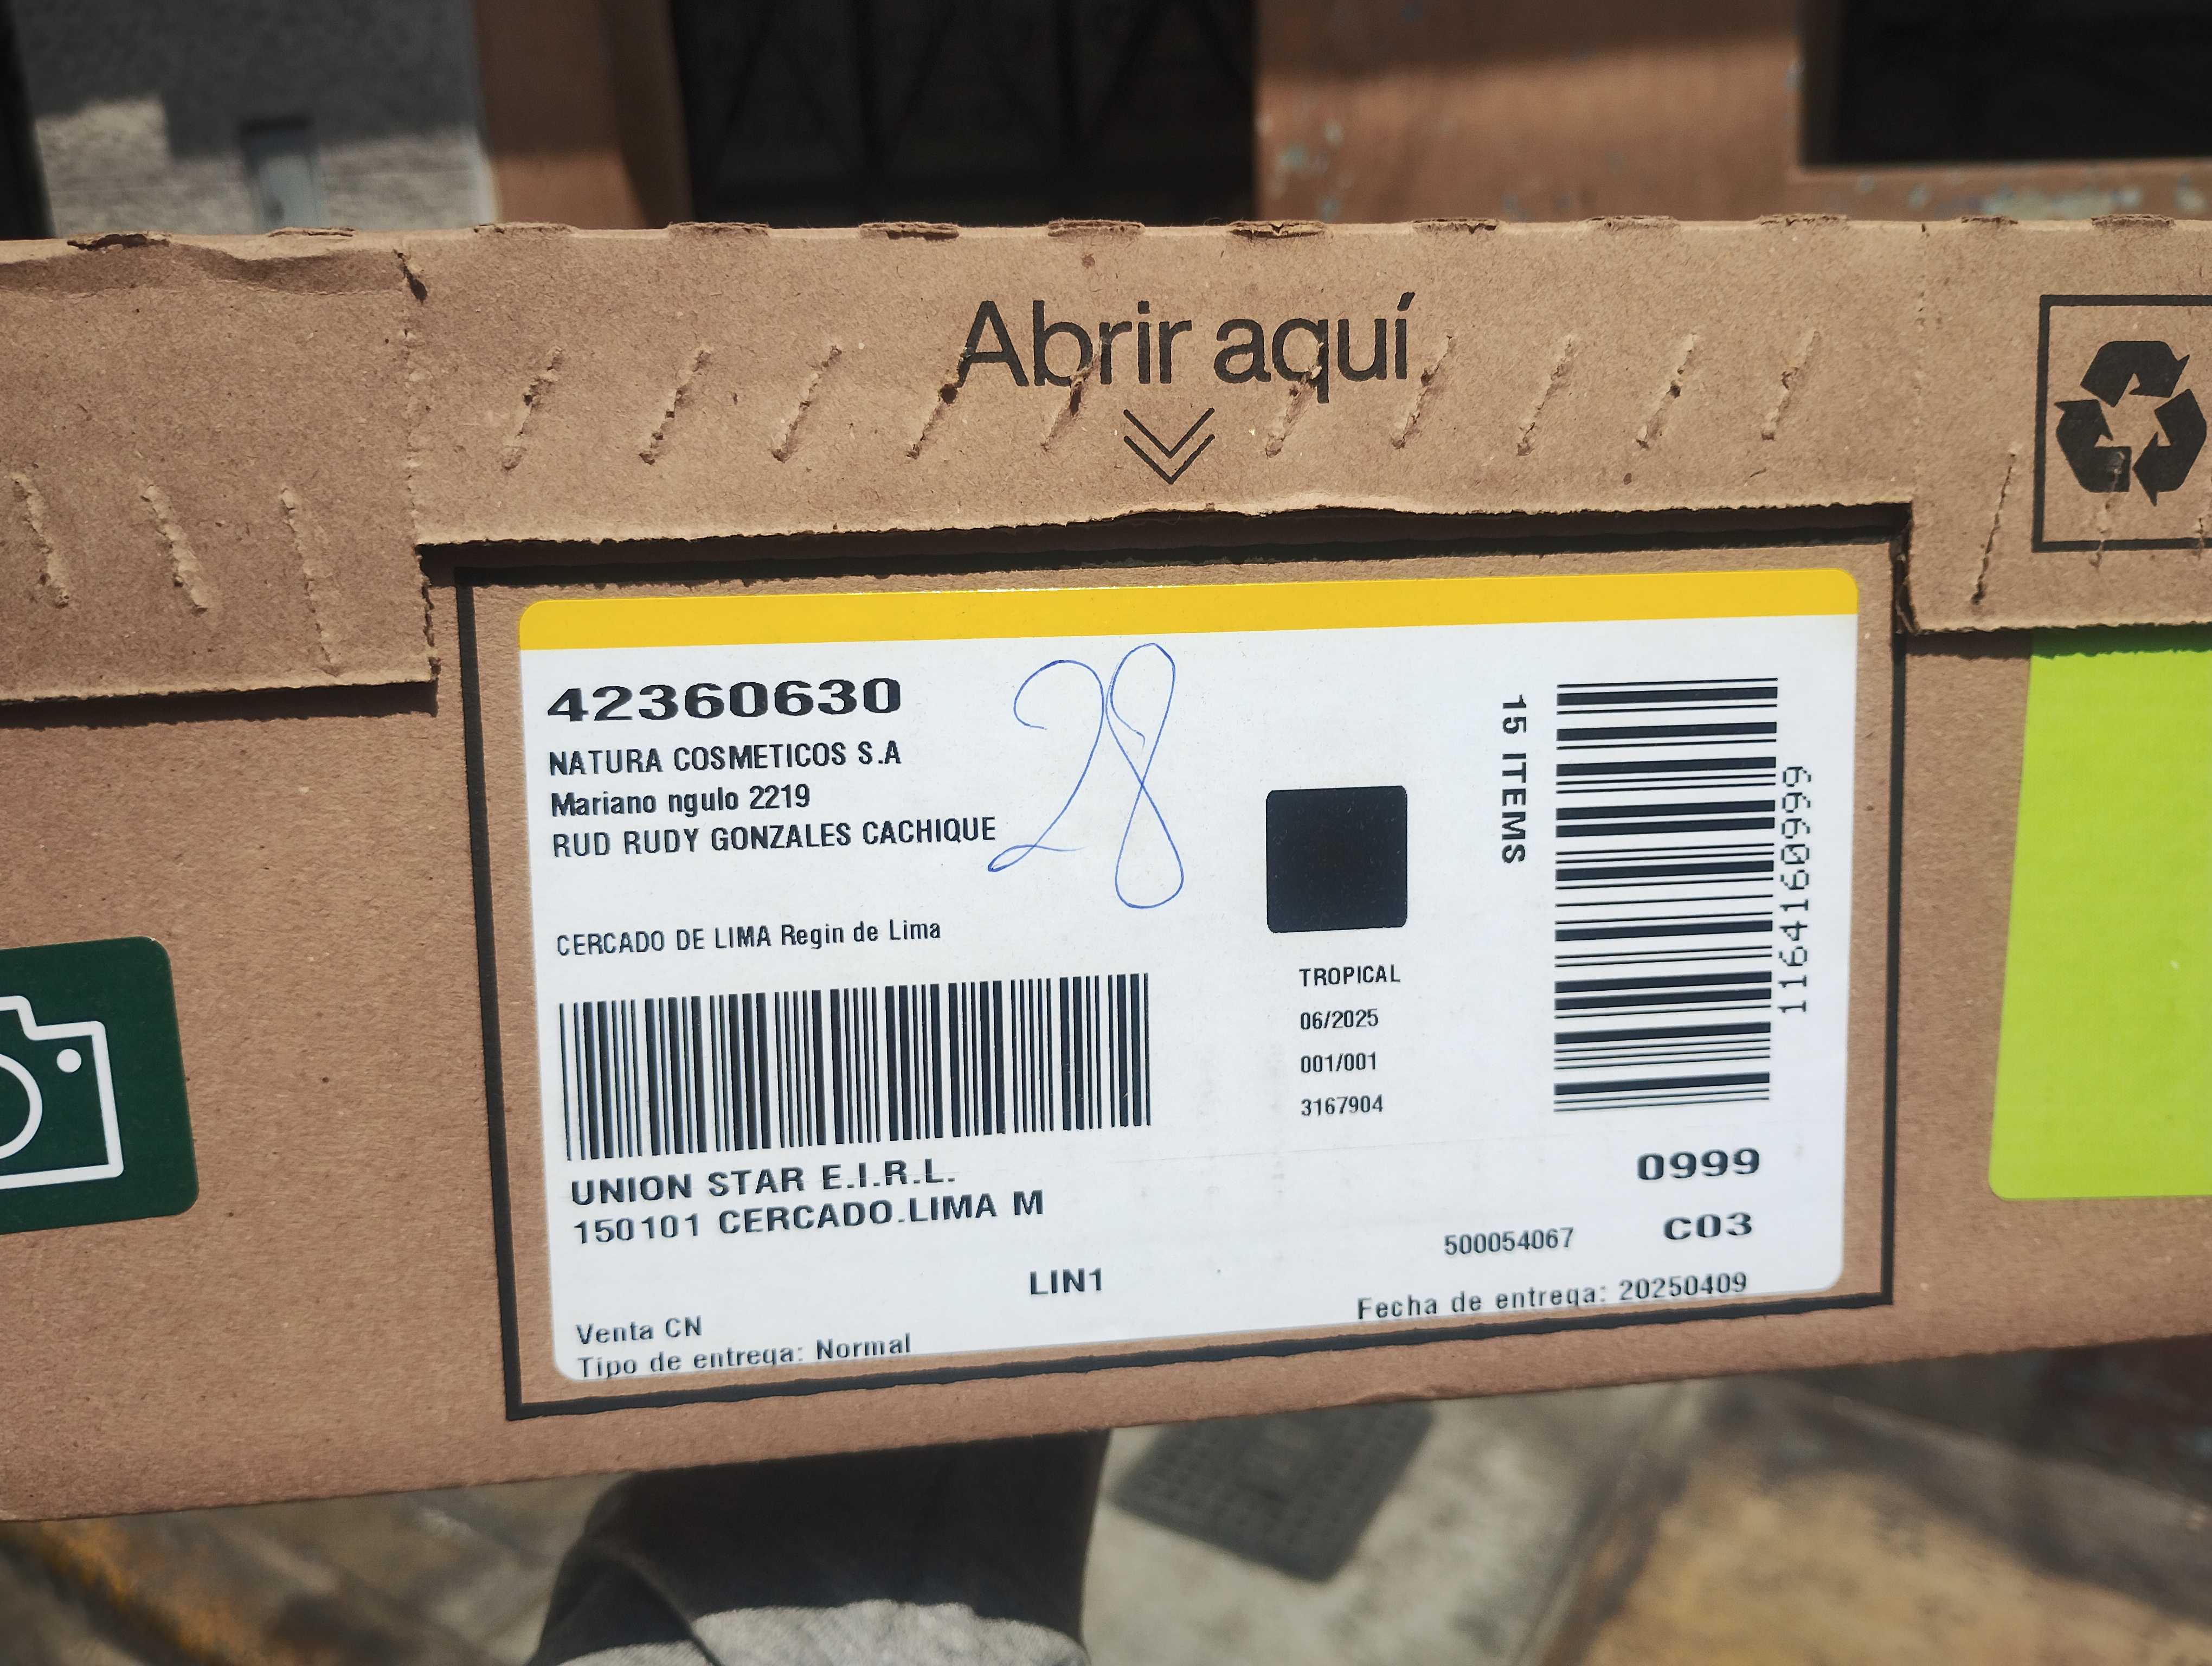 Abrir aquí
42360630
28
NATURA COSMETICOS S.A
Mariano ngulo 2219
RUD RUDY GONZALES CACHIQUE
CERCADO DE LIMA Regin de Lima
15 ITEMS
1164160999
TROPICAL
06/2025
001/001
3167904
UNION STAR E.I.R.L.
150101 CERCADO.LIMA M
0999
C03
500054067
LIN1
Fecha de entrega: 20250409
Venta CN
Tipo de entrega: Normal